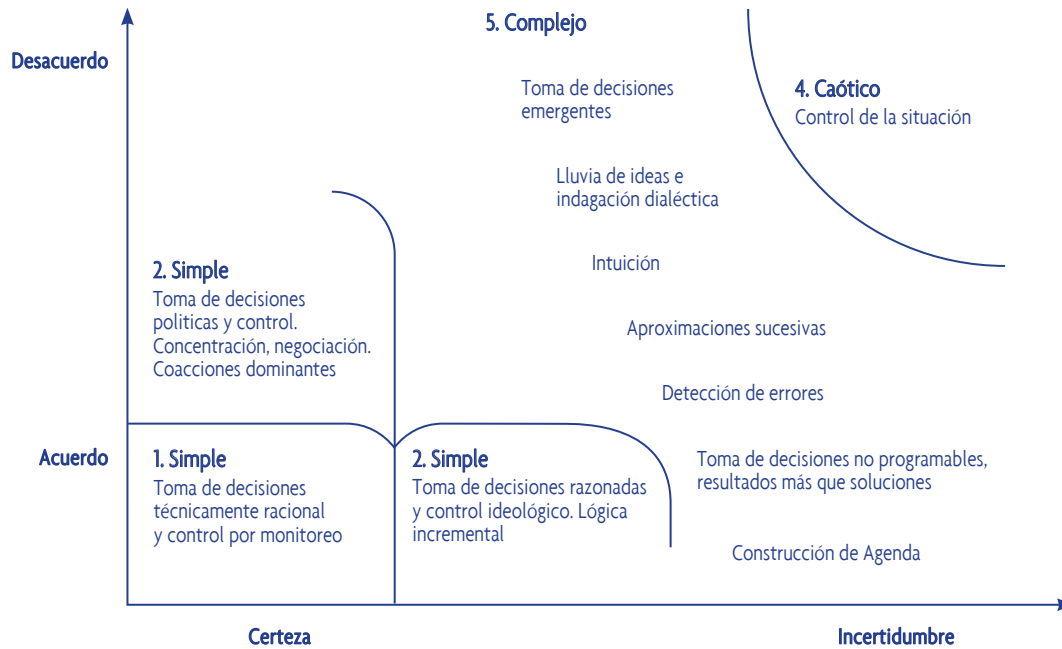 5. Complejo
Desacuerdo
Toma de decisiones
emergentes
4. Caótico
Control de la situación
Lluvia de ideas e
indagación dialéctica
Intuición
2. Simple
Toma de decisiones
politicas y control.
Concentración, negociación.
Coacciones dominantes
Aproximaciones sucesivas
Detección de errores
Acuerdo
1. Simple
Toma de decisiones
técnicamente racional
y control por monitoreo
2. Simple
Toma de decisiones razonadas
y control ideológico. Lógica
incremental
Toma de decisiones no programables,
resultados más que soluciones
Construcción de Agenda
Certeza
Incertidumbre